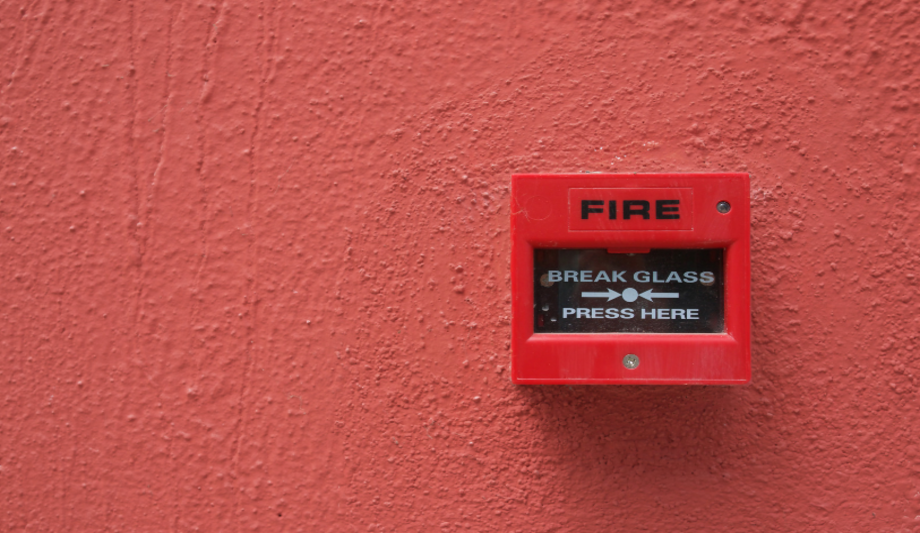 FIRE
BREAK GLASS
PRESS HERE